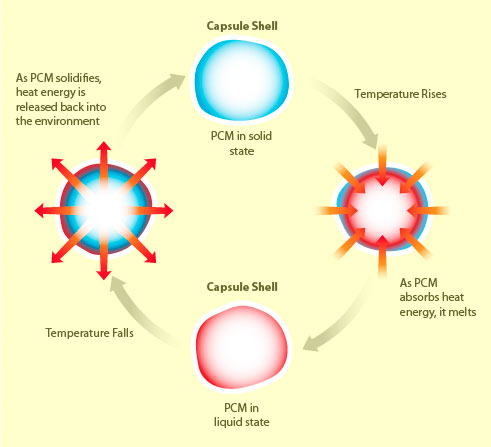 Capsule Shell
PCM in solid
state
Temperature Rises
As PCM
absorbs heat
energy, it melts
Capsule Shell
PCM in
liquid state
Temperature Falls
As PCM solidifies,
heat energy is
released back into
the environment